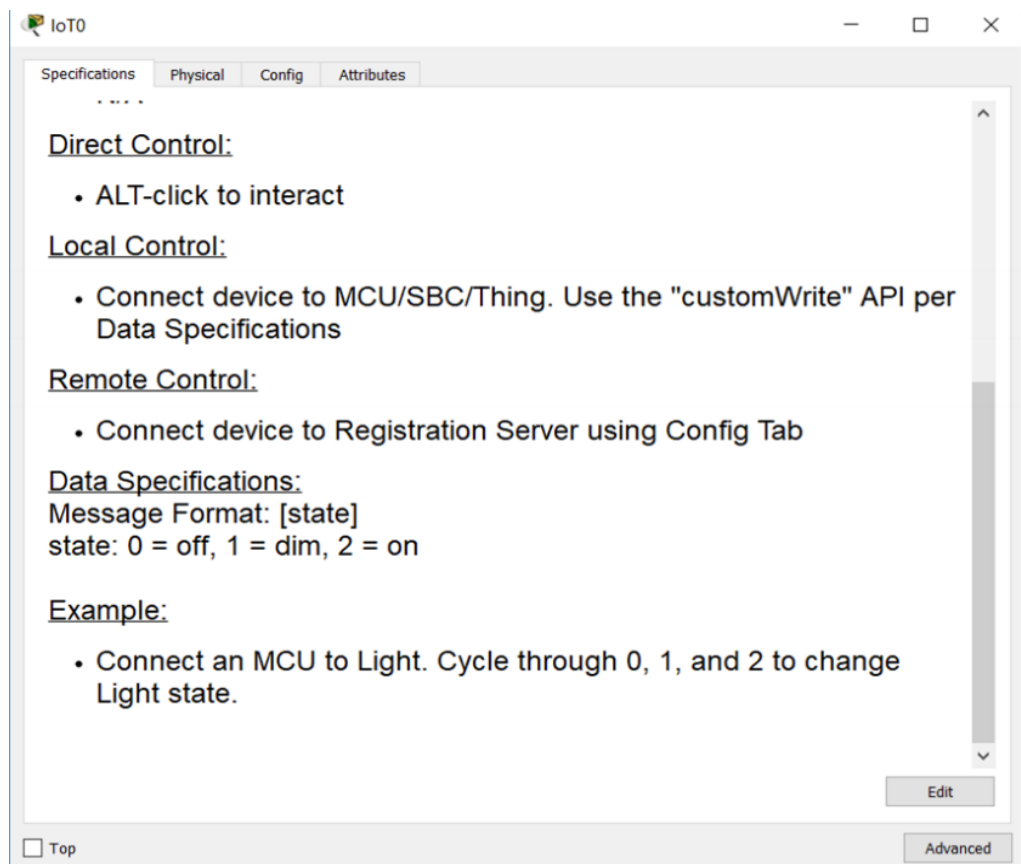 IoT0
Specifications Physical Config Attributes
Direct Control:
• ALT-click to interact
Local Control:
• Connect device to MCU/SBC/Thing. Use the "customWrite" API per
Data Specifications
Remote Control:
• Connect device to Registration Server using Config Tab
Data Specifications:
Message Format: [state]
state: 0 = off, 1 = dim, 2 = on
Example:
• Connect an MCU to Light. Cycle through 0, 1, and 2 to change
Light state.
Edit
Top
Advanced